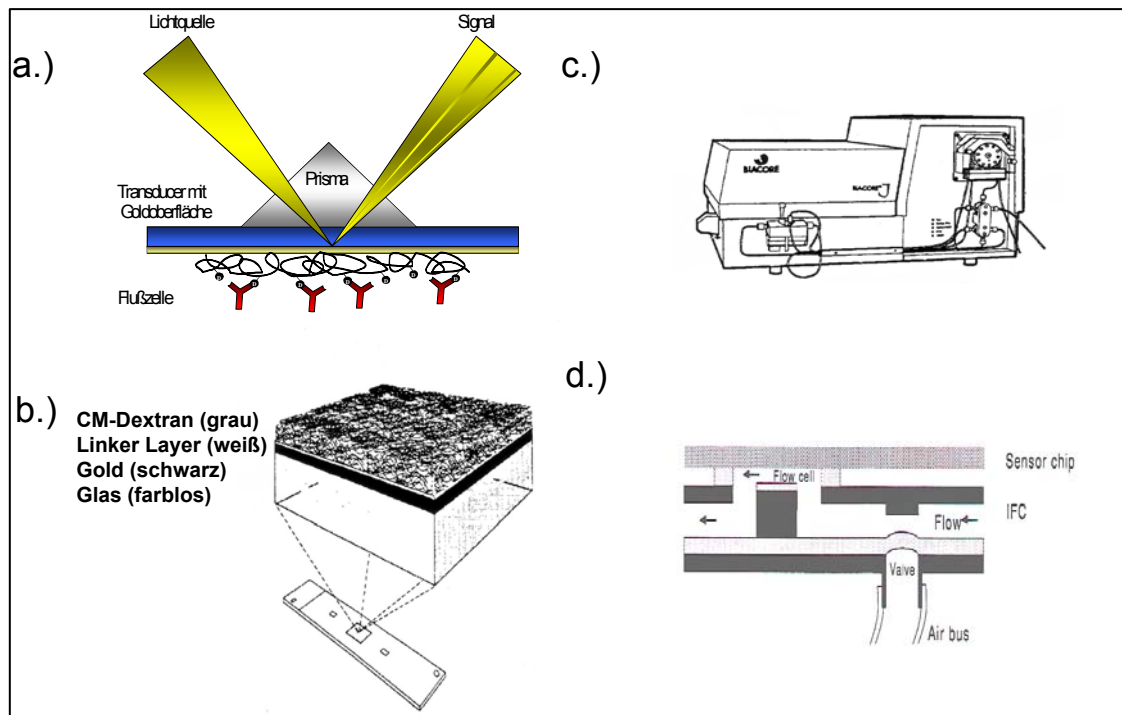 Lichtquelle
Signal
a.)
Prisma
Transducer mit
Goldoberfläche
Flußzelle
c.)
BIACORE
BIACORE
b.)
CM-Dextran (grau)
Linker Layer (weiß)
Gold (schwarz)
Glas (farblos)
d.)
Sensor chip
Flow cell
IFC
Flow
Valve
Air bus